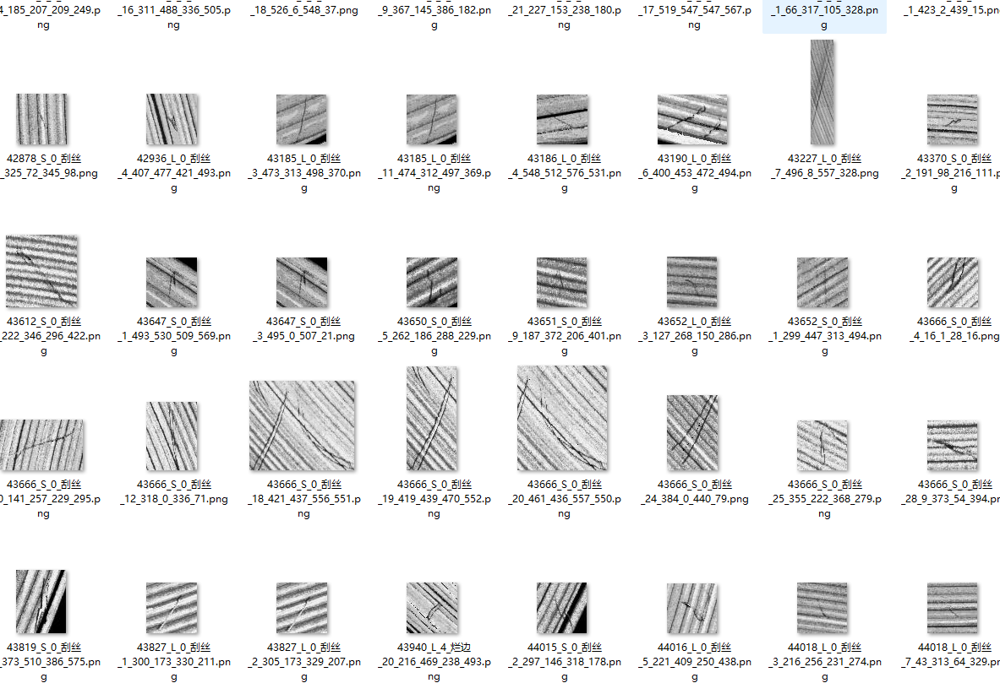 4_185_207_209_249.p _16_311_488_336_505.p _18_526_6_548_37.png _9_367_145_386_182.pn _21_227_153_238_180.p _17_519_547_547_567.p _1_66_317_105_328.pn _1_423_2_439_15.pn
ng ng g ng ng g
42878_S_0_刮丝 42936_L_0_刮丝 43185_L_0_刮丝 43185_L_0_刮丝 43186_L_0_刮丝 43190_L_0_刮丝 43227_L_0_刮丝 43370_S_0_刮丝
_325_72_345_98.png _4_407_477_421_493.pn _3_473_313_498_370.pn _11_474_312_497_369.p _4_548_512_576_531.pn _6_400_453_472_494.pn _7_496_8_557_328.png _2_191_98_216_111.p
g g ng g g g
43612_S_0_刮丝 43647_S_0_刮丝 43647_S_0_刮丝 43650_S_0_刮丝 43651_S_0_刮丝 43652_L_0_刮丝 43652_S_0_刮丝 43666_S_0_刮丝
_222_346_296_422.pn _1_493_530_509_569.pn _3_495_0_507_21.png _5_262_186_288_229.pn _9_187_372_206_401.pn _3_127_268_150_286.pn _1_299_447_313_494.pn _4_16_1_28_16.png
g g g g g g
43666_S_0_刮丝 43666_S_0_刮丝 43666_S_0_刮丝 43666_S_0_刮丝 43666_S_0_刮丝 43666_S_0_刮丝 43666_S_0_刮丝 43666_S_0_刮丝
0_141_257_229_295.p _12_318_0_336_71.png _18_421_437_556_551.p _19_419_439_470_552.p _20_461_436_557_550.p _24_384_0_440_79.png _25_355_222_368_279.p _28_9_373_54_394.pn
ng ng ng ng ng g
43819_S_0_刮丝 43827_L_0_刮丝 43827_L_0_刮丝 43940_L_4_烂边 44015_S_0_刮丝 44016_L_0_刮丝 44018_L_0_刮丝 44018_L_0_刮丝
_373_510_386_575.pn _1_300_173_330_211.pn _2_305_173_329_207.pn _20_216_469_238_493.p _2_297_146_318_178.pn _5_221_409_250_438.pn _3_216_256_231_274.pn _7_43_313_64_329.pn
g g g ng g g g g